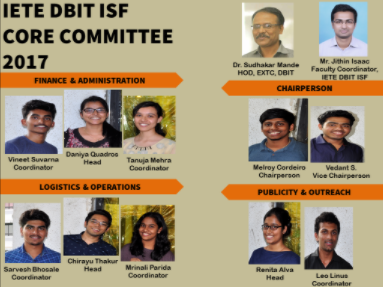 IETE DBIT ISF
CORE COMMITTEE
2017
FINANCE & ADMINISTRATION
Vineet Suvarna
Coordinator
Daniya Quadros
Head
Tanuja Mehra
Coordinator
LOGISTICS & OPERATIONS
Sarvesh Bhosale
Coordinator
Chirayu Thakur
Head
Mrinali Parida
Coordinator
Dr. Sudhakar Mande
HOD, EXTC, DBIT
Mr. Jithin Isaac
Faculty Coordinator,
IETE DBIT ISF
CHAIRPERSON
Melroy Cordeiro
Chairperson
Vedant S.
Vice Chairperson
PUBLICITY & OUTREACH
Renita Alva
Head
Leo Linus
Coordinator